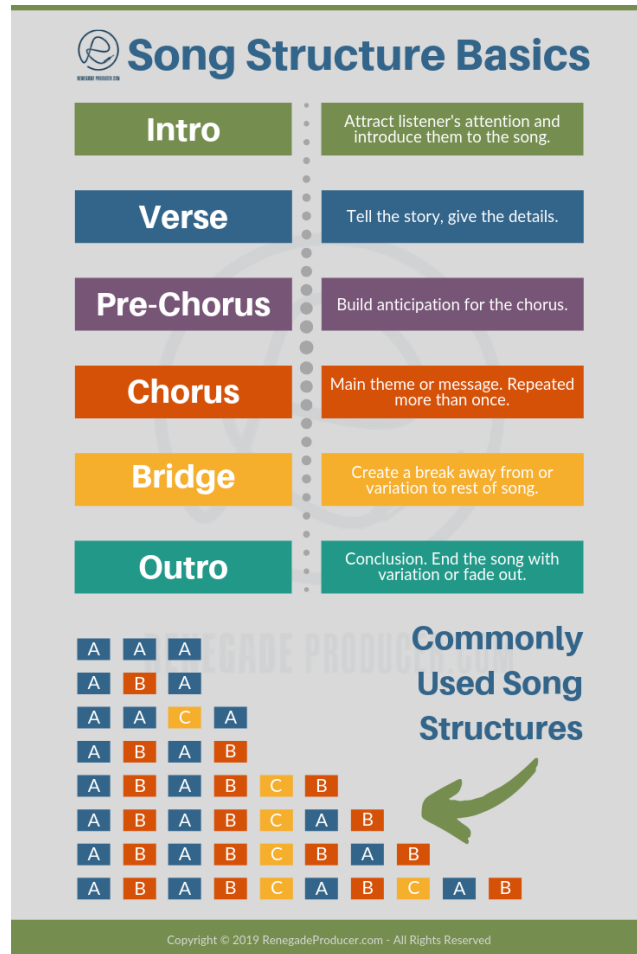 RENEGADE PRODUCER.COM
Song Structure Basics
Intro
Attract listener's attention and
introduce them to the song.
Verse
Tell the story, give the details.
Pre-Chorus
Build anticipation for the chorus.
Chorus
Main theme or message. Repeated
more than once.
Bridge
Create a break away from or
variation to rest of song.
Outro
Conclusion. End the song with
variation or fade out.
RENEGADE PRODUCER.COM
Commonly
Used Song
Structures
A A A
A B A
A A C A
A B A B
A B A B C B
A B A B C A B
A B A B C B A B
A B A B C A B C A B
Copyright © 2019 RenegadeProducer.com - All Rights Reserved